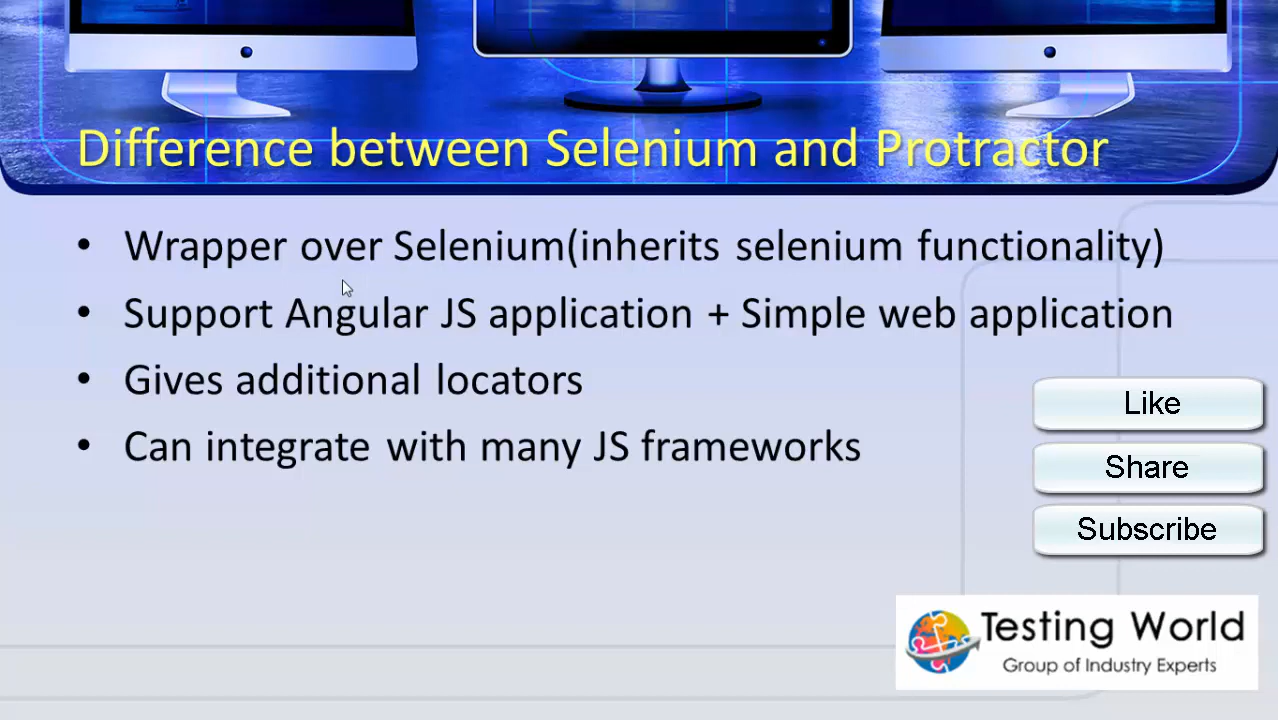 Difference between Selenium and Protractor
• Wrapper over Selenium(inherits selenium functionality)
• Support Angular JS application + Simple web application
• Gives additional locators
• Can integrate with many JS frameworks
Like
Share
Subscribe
Testing World
Group of Industry Experts